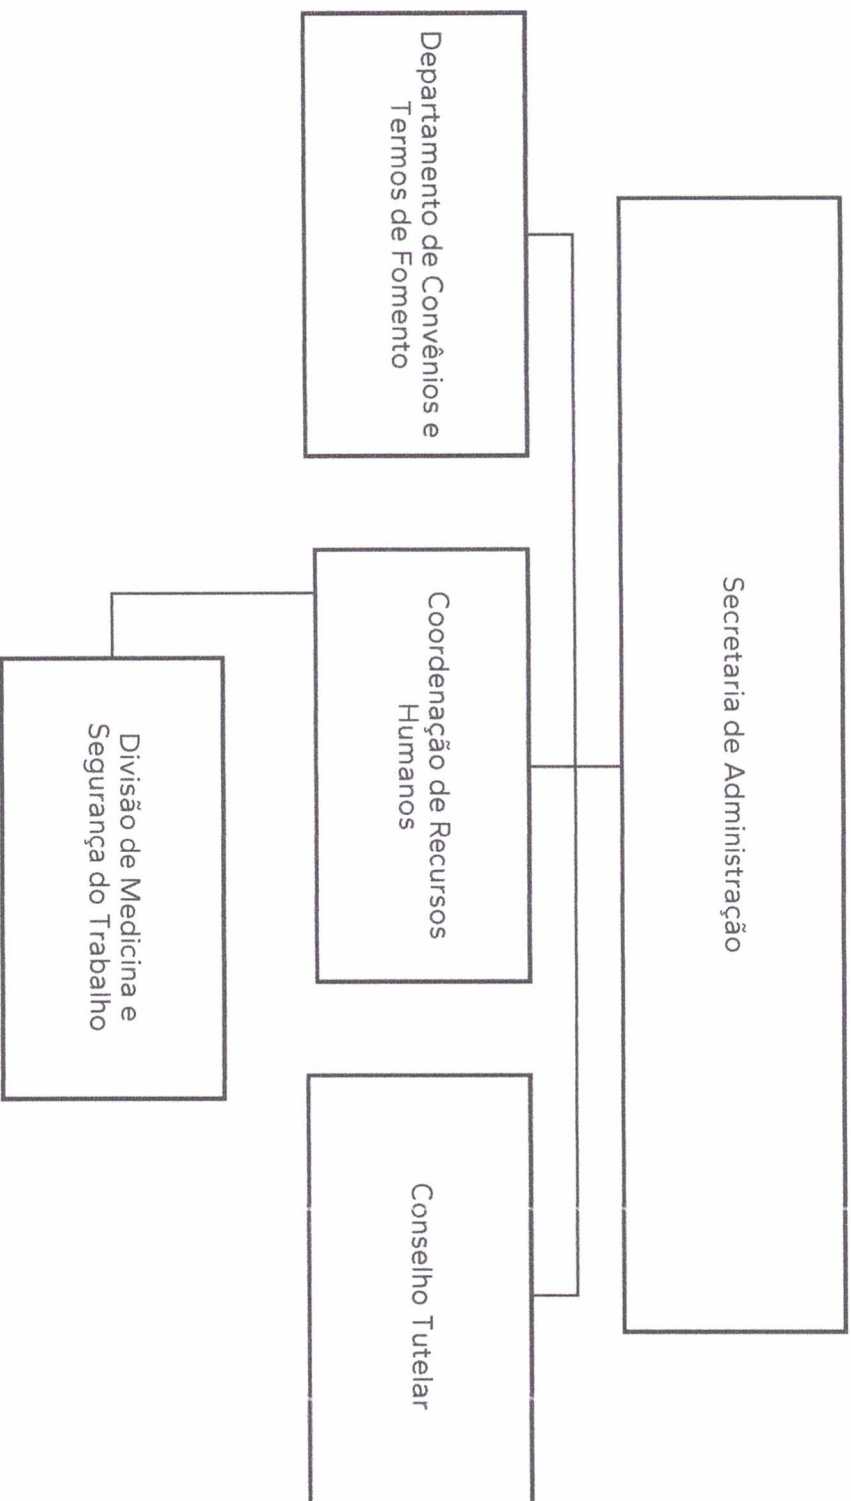 Secretaria de Administração
Departamento de Convênios e
Termos de Fomento
Coordenação de Recursos
Humanos
Conselho Tutelar
Divisão de Medicina e
Segurança do Trabalho